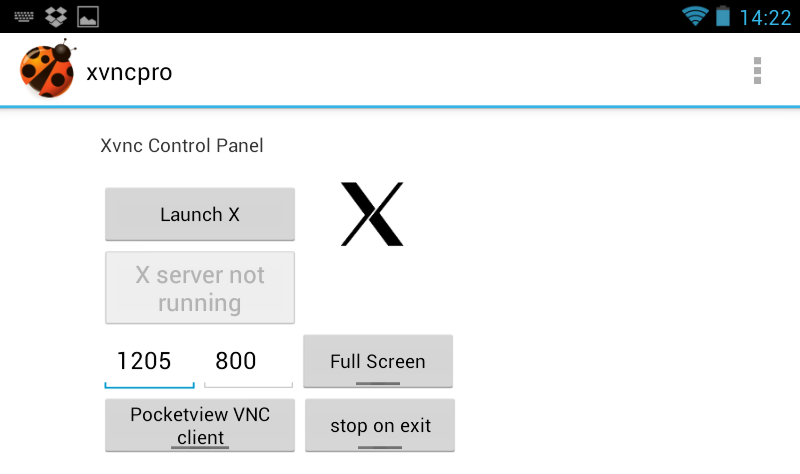 14:22
xvncpro
Xvnc Control Panel
Launch X
X server not
running
1205 800 Full Screen
Pocketview VNC
client
stop on exit